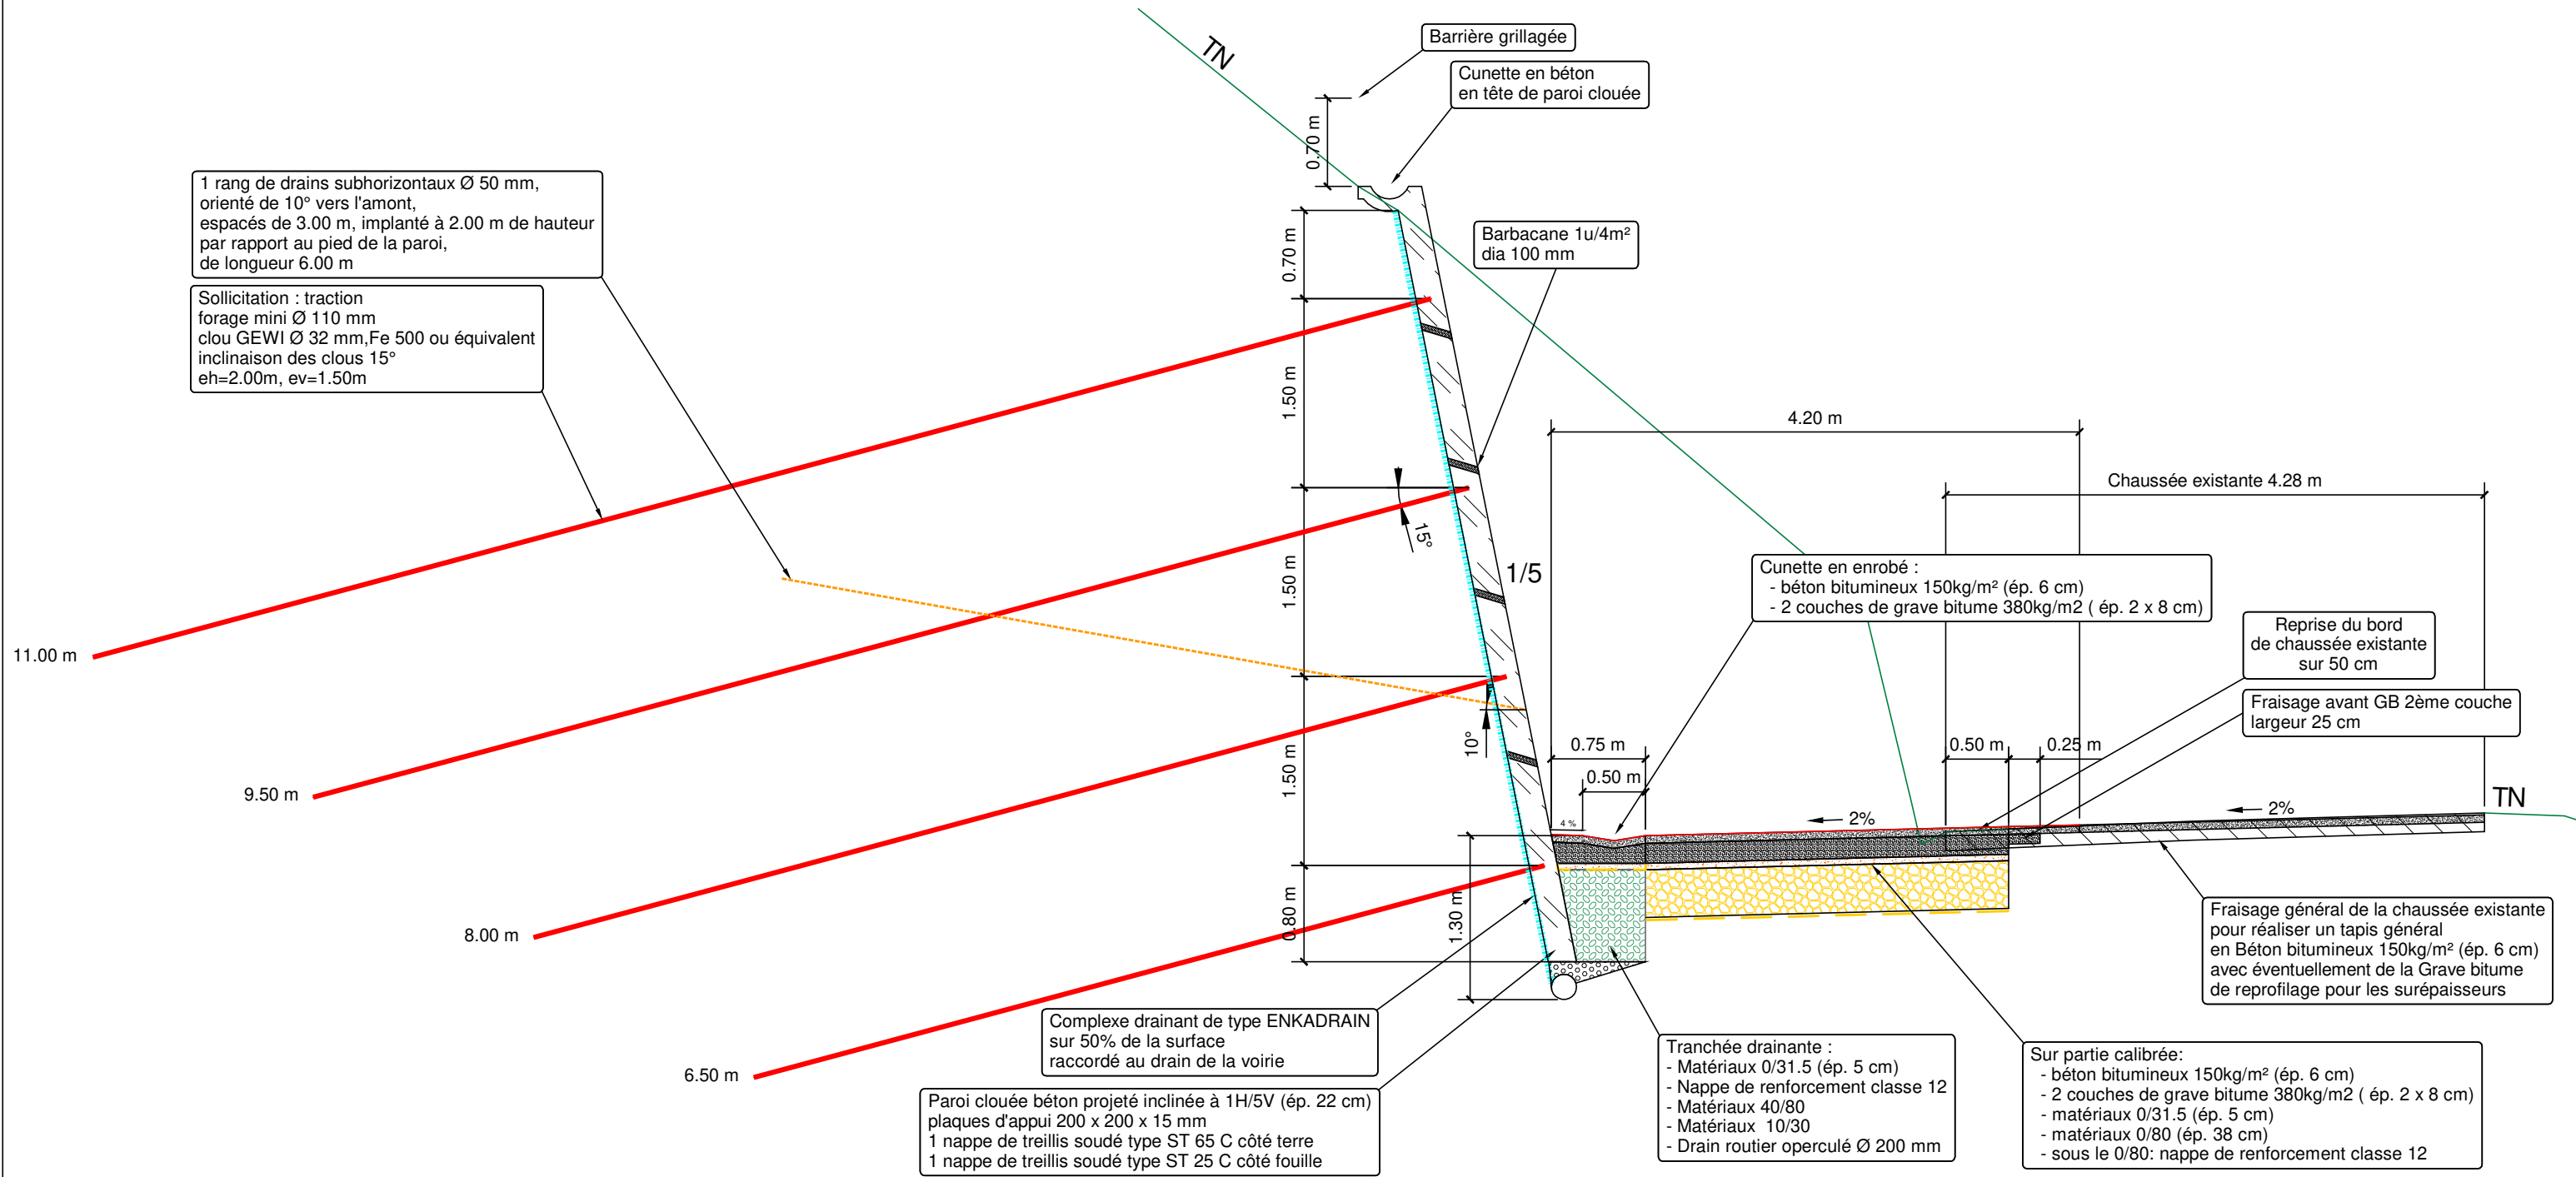 TN
Barrière grillagée
Cunette en béton
en tête de paroi clouée
0.70 m
1 rang de drains subhorizontaux Ø 50 mm,
orienté de 10° vers l'amont,
espacés de 3.00 m, implanté à 2.00 m de hauteur
par rapport au pied de la paroi,
de longueur 6.00 m
Sollicitation : traction
forage mini Ø 110 mm
clou GEWI Ø 32 mm,Fe 500 ou équivalent
inclinaison des clous 15°
eh=2.00m, ev=1.50m
0.70 m
Barbacane 1u/4m²
dia 100 mm
1.50 m
4.20 m
Chaussée existante 4.28 m
15°
1.50 m
1/5
Cunette en enrobé :
- béton bitumineux 150kg/m² (ép. 6 cm)
- 2 couches de grave bitume 380kg/m2 ( ép. 2 x 8 cm)
Reprise du bord
de chaussée existante
sur 50 cm
11.00 m
Fraisage avant GB 2ème couche
largeur 25 cm
10°
0.75 m
0.50 m
0.25 m
1.50 m
0.50 m
9.50 m
TN
4 %
2%
2%
0.80 m
1.30 m
8.00 m
Fraisage général de la chaussée existante
pour réaliser un tapis général
en Béton bitumineux 150kg/m² (ép. 6 cm)
avec éventuellement de la Grave bitume
de reprofilage pour les surépaisseurs
6.50 m
Complexe drainant de type ENKADRAIN
sur 50% de la surface
raccordé au drain de la voirie
Tranchée drainante :
- Matériaux 0/31.5 (ép. 5 cm)
- Nappe de renforcement classe 12
- Matériaux 40/80
- Matériaux 10/30
- Drain routier operculé Ø 200 mm
Sur partie calibrée:
- béton bitumineux 150kg/m² (ép. 6 cm)
- 2 couches de grave bitume 380kg/m2 ( ép. 2 x 8 cm)
- matériaux 0/31.5 (ép. 5 cm)
- matériaux 0/80 (ép. 38 cm)
- sous le 0/80: nappe de renforcement classe 12
Paroi clouée béton projeté inclinée à 1H/5V (ép. 22 cm)
plaques d'appui 200 x 200 x 15 mm
1 nappe de treillis soudé type ST 65 C côté terre
1 nappe de treillis soudé type ST 25 C côté fouille